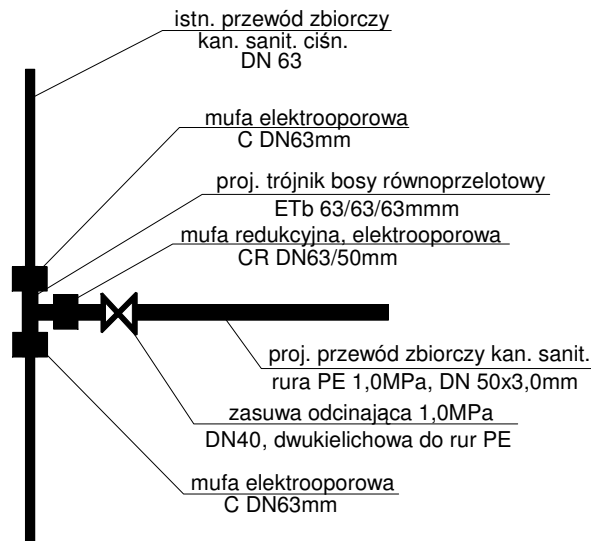 istn. przewód zbiorczy
kan. sanit. ciśn.
DN 63
mufa elektrooporowa
C DN63mm
proj. trójnik bosy równoprzelotowy
ETb 63/63/63mmm
mufa redukcyjna, elektrooporowa
CR DN63/50mm
proj. przewód zbiorczy kan. sanit.
rura PE 1,0MPa, DN 50x3,0mm
zasuwa odcinająca 1,0MPa
DN40, dwukielichowa do rur PE
mufa elektrooporowa
C DN63mm